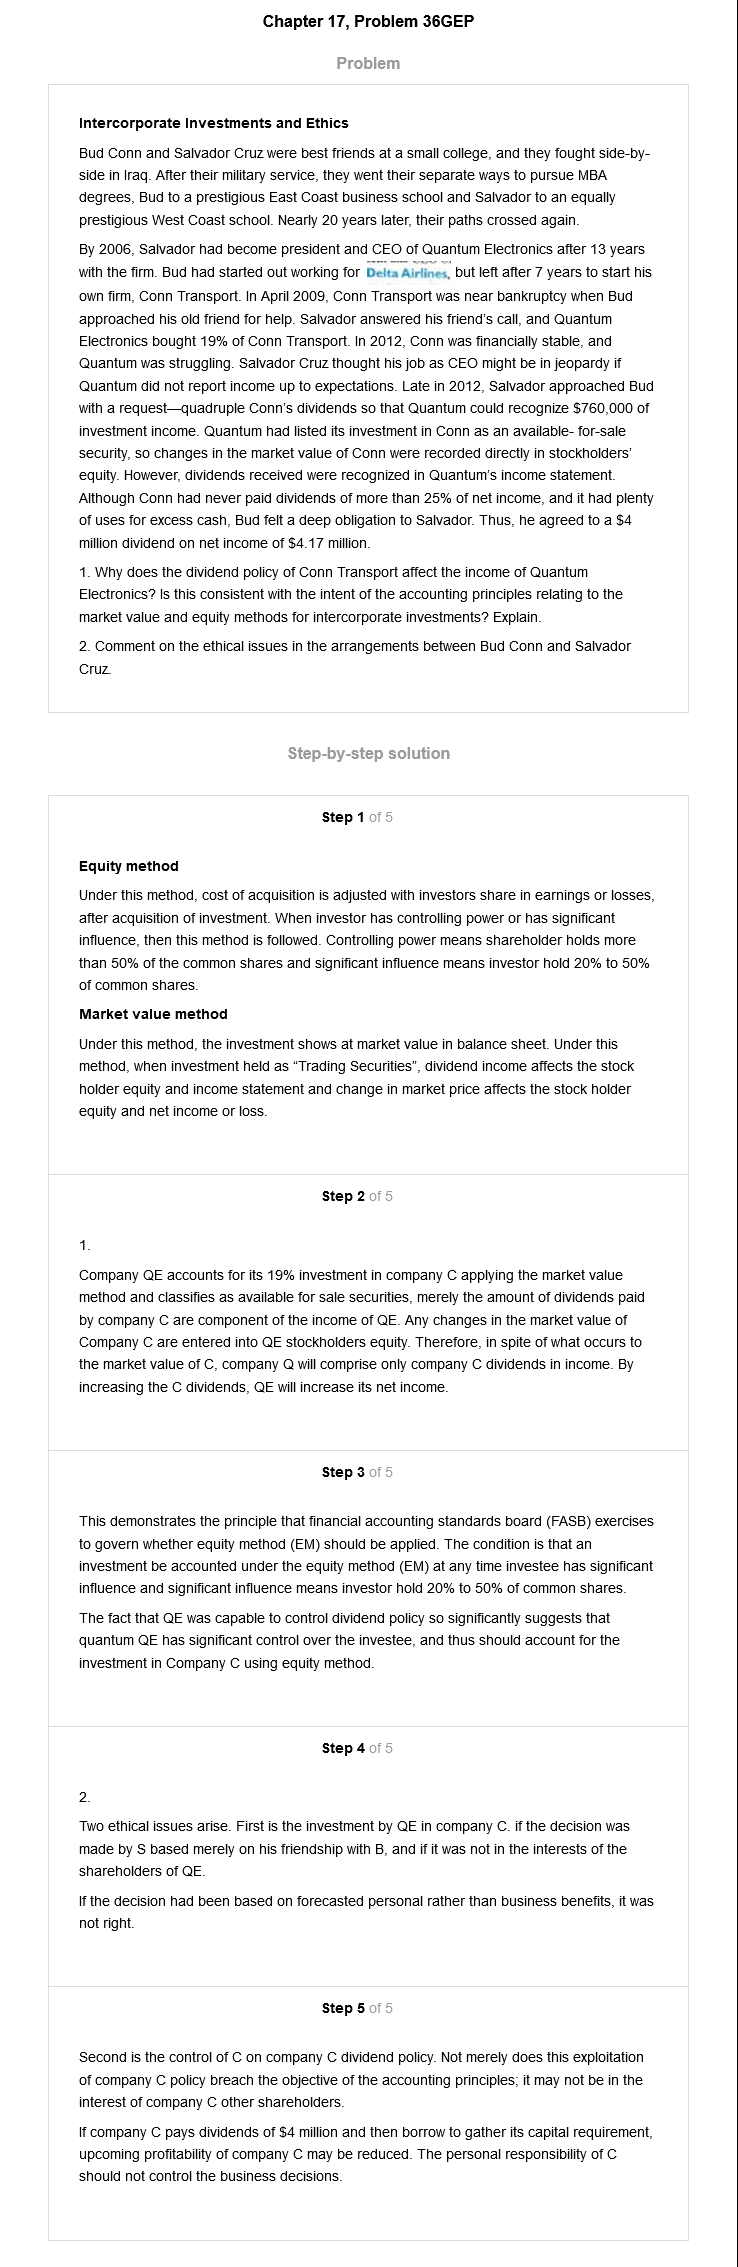 Chapter 17, Problem 36GEP
Problem
Intercorporate Investments and Ethics
Bud Conn and Salvador Cruz were best friends at a small college, and they fought side-by-
side in Iraq. After their military service, they went their separate ways to pursue MBA
degrees, Bud to a prestigious East Coast business school and Salvador to an equally
prestigious West Coast school. Nearly 20 years later, their paths crossed again.
By 2006, Salvador had become president and CEO of Quantum Electronics after 13 years
with the firm. Bud had started out working for Delta Airlines, but left after 7 years to start his
own firm, Conn Transport. In April 2009, Conn Transport was near bankruptcy when Bud
approached his old friend for help. Salvador answered his friend's call, and Quantum
Electronics bought 19% of Conn Transport. In 2012, Conn was financially stable, and
Quantum was struggling. Salvador Cruz thought his job as CEO might be in jeopardy if
Quantum did not report income up to expectations. Late in 2012, Salvador approached Bud
with a request—quadruple Conn's dividends so that Quantum could recognize $760,000 of
investment income. Quantum had listed its investment in Conn as an available- for-sale
security, so changes in the market value of Conn were recorded directly in stockholders'
equity. However, dividends received were recognized in Quantum's income statement.
Although Conn had never paid dividends of more than 25% of net income, and it had plenty
of uses for excess cash, Bud felt a deep obligation to Salvador. Thus, he agreed to a $4
million dividend on net income of $4.17 million.
1. Why does the dividend policy of Conn Transport affect the income of Quantum
Electronics? Is this consistent with the intent of the accounting principles relating to the
market value and equity methods for intercorporate investments? Explain.
2. Comment on the ethical issues in the arrangements between Bud Conn and Salvador
Cruz.
Step-by-step solution
Step 1 of 5
Equity method
Under this method, cost of acquisition is adjusted with investors share in earnings or losses,
after acquisition of investment. When investor has controlling power or has significant
influence, then this method is followed. Controlling power means shareholder holds more
than 50% of the common shares and significant influence means investor hold 20% to 50%
of common shares.
Market value method
Under this method, the investment shows at market value in balance sheet. Under this
method, when investment held as "Trading Securities", dividend income affects the stock
holder equity and income statement and change in market price affects the stock holder
equity and net income or loss.
Step 2 of 5
1.
Company QE accounts for its 19% investment in company C applying the market value
method and classifies as available for sale securities, merely the amount of dividends paid
by company C are component of the income of QE. Any changes in the market value of
Company C are entered into QE stockholders equity. Therefore, in spite of what occurs to
the market value of C, company Q will comprise only company C dividends in income. By
increasing the C dividends, QE will increase its net income.
Step 3 of 5
This demonstrates the principle that financial accounting standards board (FASB) exercises
to govern whether equity method (EM) should be applied. The condition is that an
investment be accounted under the equity method (EM) at any time investee has significant
influence and significant influence means investor hold 20% to 50% of common shares.
The fact that QE was capable to control dividend policy so significantly suggests that
quantum QE has significant control over the investee, and thus should account for the
investment in Company C using equity method.
Step 4 of 5
2.
Two ethical issues arise. First is the investment by QE in company C. if the decision was
made by S based merely on his friendship with B, and if it was not in the interests of the
shareholders of QE.
If the decision had been based on forecasted personal rather than business benefits, it was
not right.
Step 5 of 5
Second is the control of C on company C dividend policy. Not merely does this exploitation
of company C policy breach the objective of the accounting principles; it may not be in the
interest of company C other shareholders.
If company C pays dividends of $4 million and then borrow to gather its capital requirement,
upcoming profitability of company C may be reduced. The personal responsibility of C
should not control the business decisions.